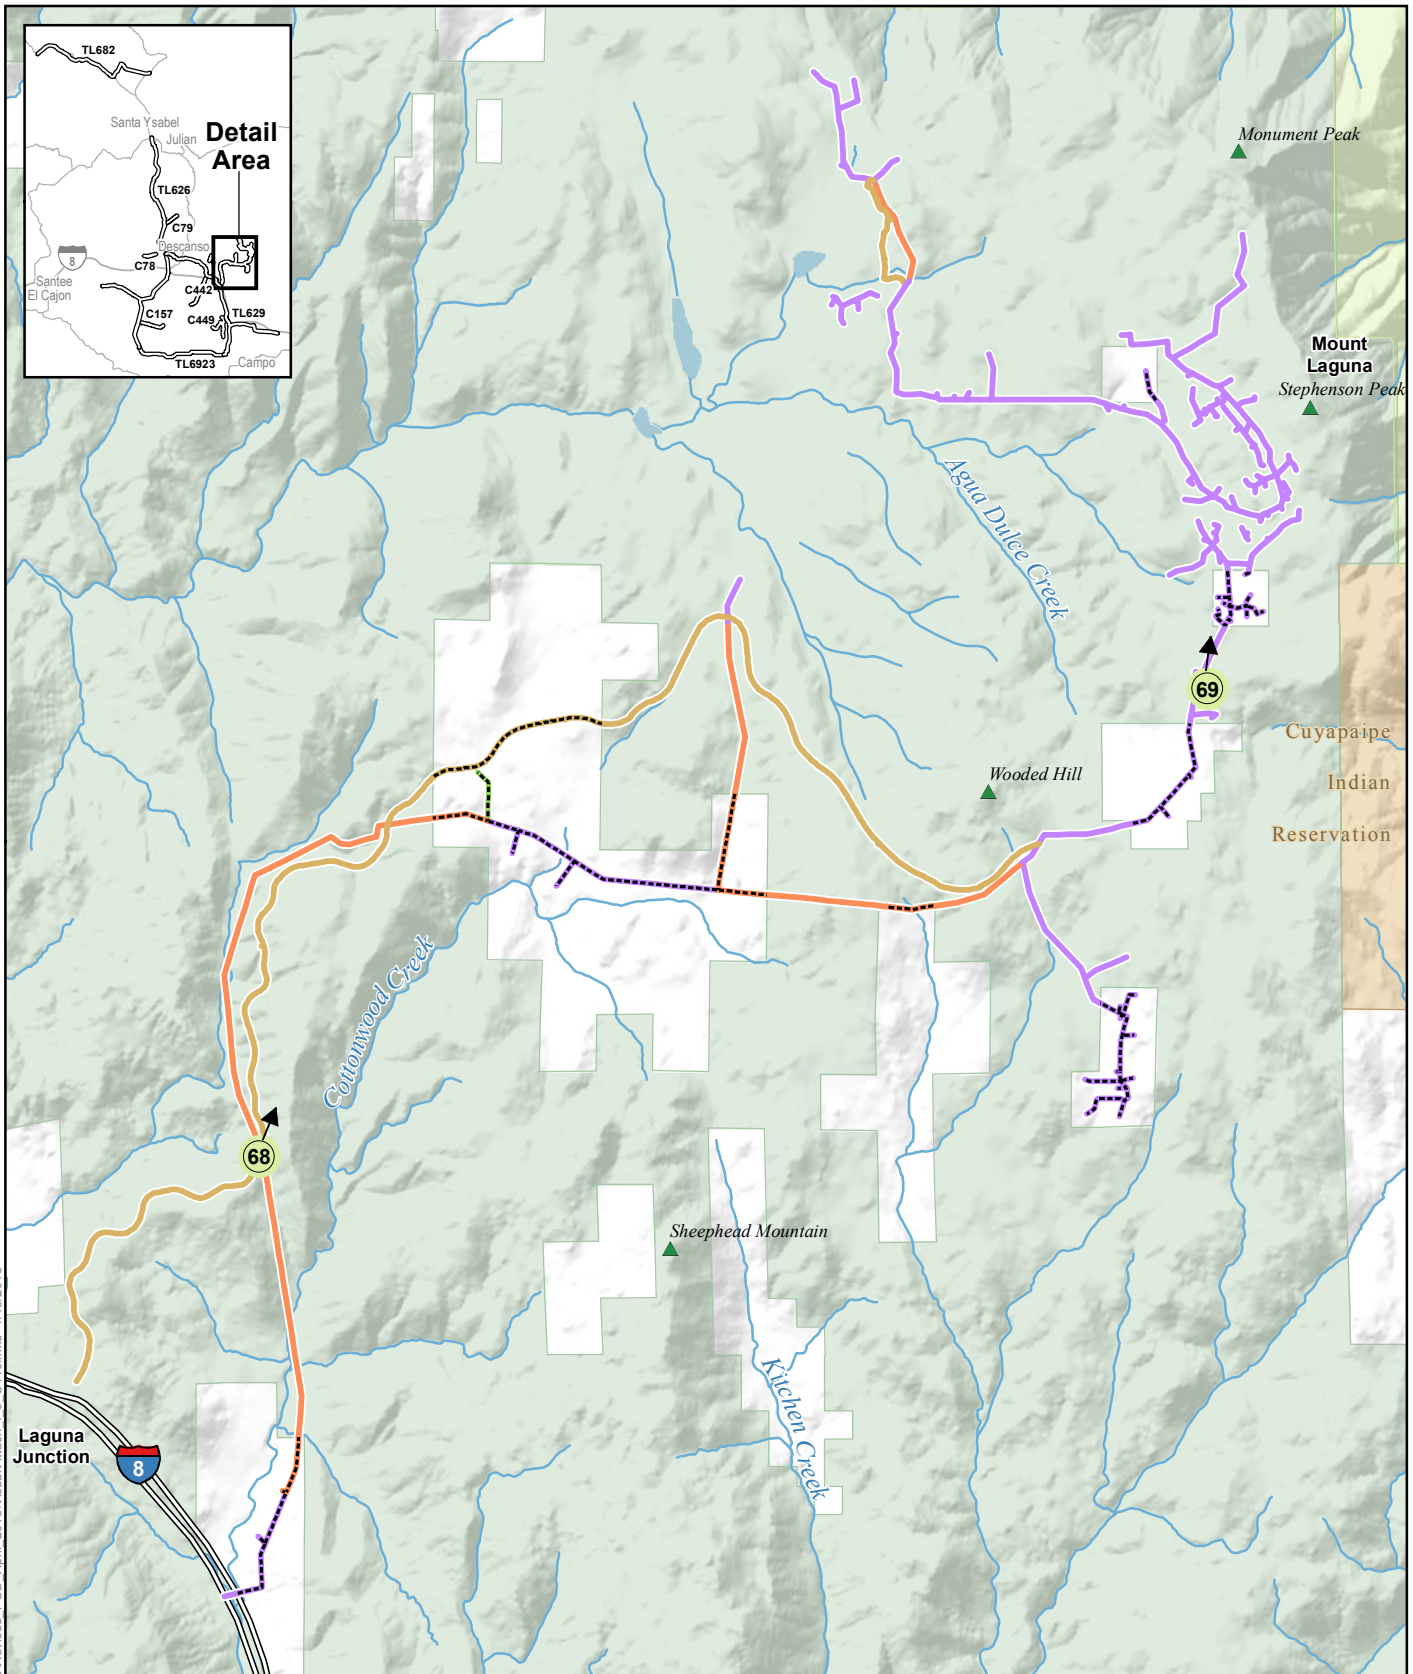 TL682
Santa Ysabel
Julian
Detail
Area
TL626
C79
Descanso
8
C78
Santee
El Cajon
C442
C157
C449
TL629
TL6923
Campo
Monument Peak
Mount
Laguna
Stephenson Peak
Agua Dulce Creek
69
Cuyapaipe
Indian
Reservation
Wooded Hill
Cottonwood Creek
68
Sheephead Mountain
Kitchen Creek
Laguna
Junction
8